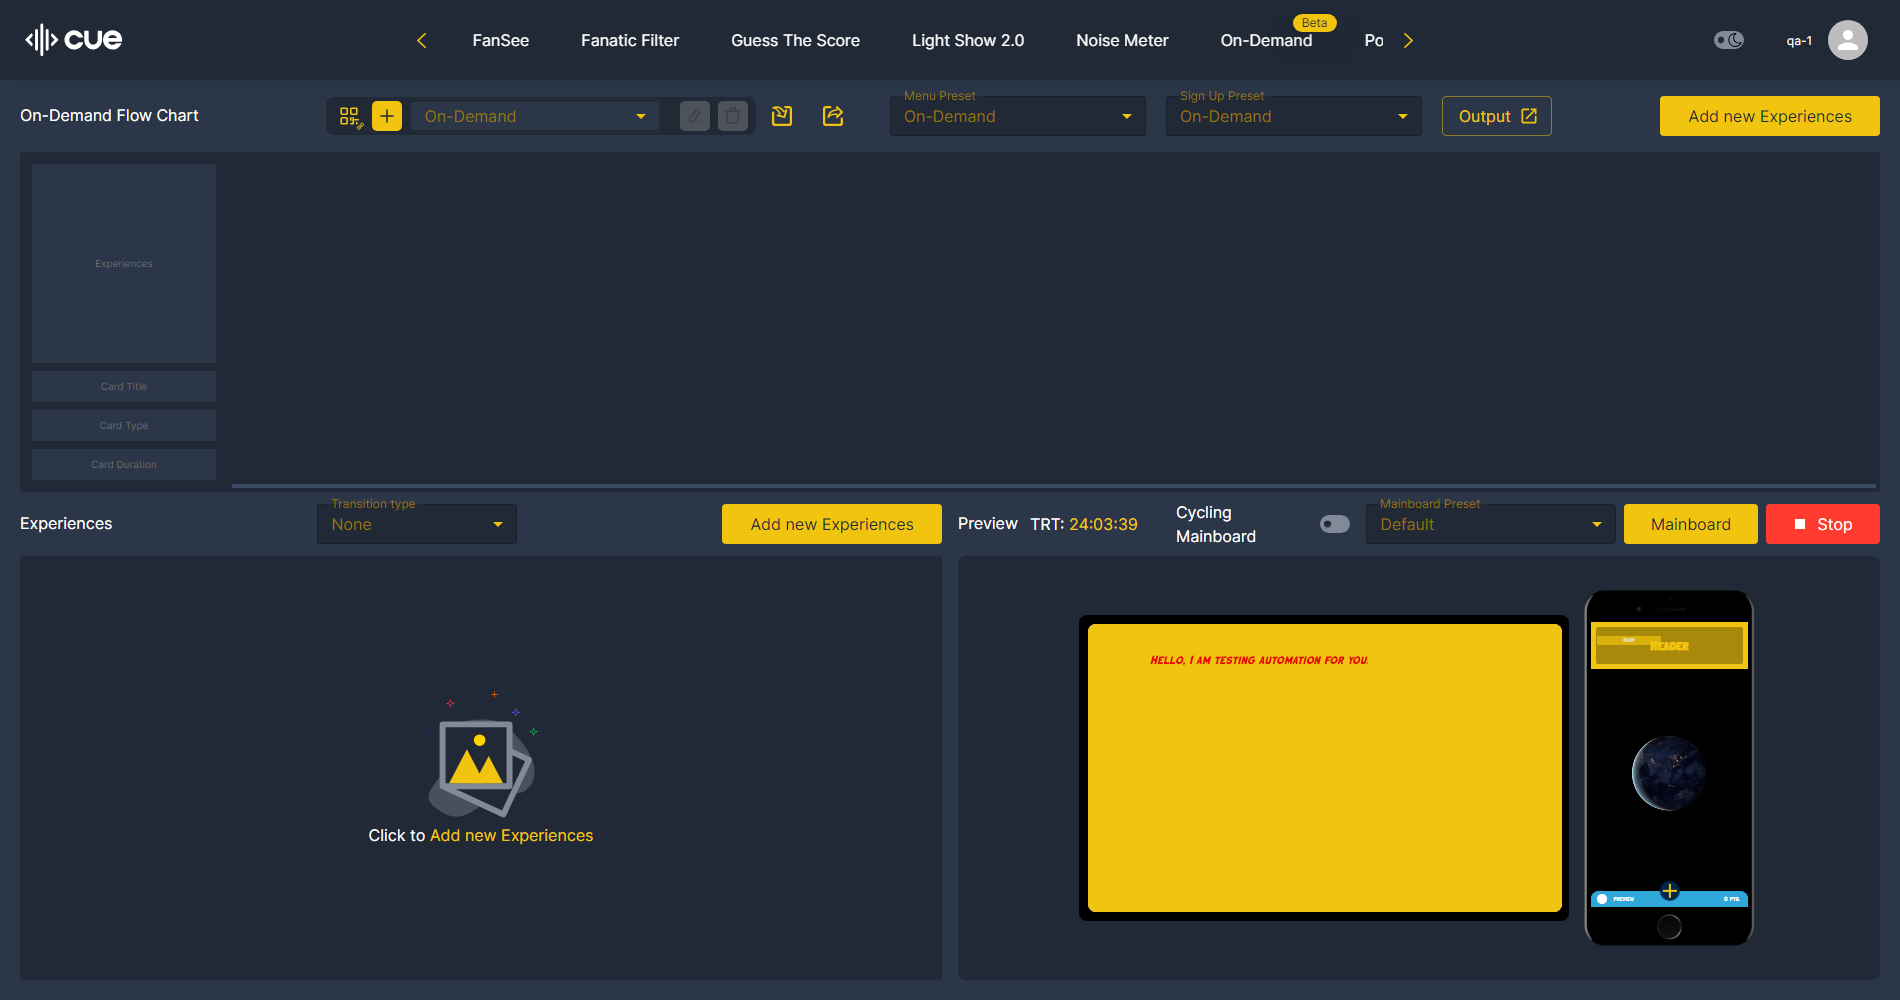 cue
FanSee
Fanatic Filter
Guess The Score
Light Show 2.0
Noise Meter
On-Demand
Beta
Po
qa-1
On-Demand Flow Chart
On-Demand
Menu Preset
On-Demand
Sign Up Preset
On-Demand
Output
Add new Experiences
Experiences
Card Title
Card Type
Card Duration
Experiences
Transition type
None
Add new Experiences
Preview
TRT: 24:03:39
Cycling
Mainboard
Mainboard Preset
Default
Mainboard
Stop
Click to Add new Experiences
Hello, I am testing automation for you.
Header
PREVIEW
0 PTS.